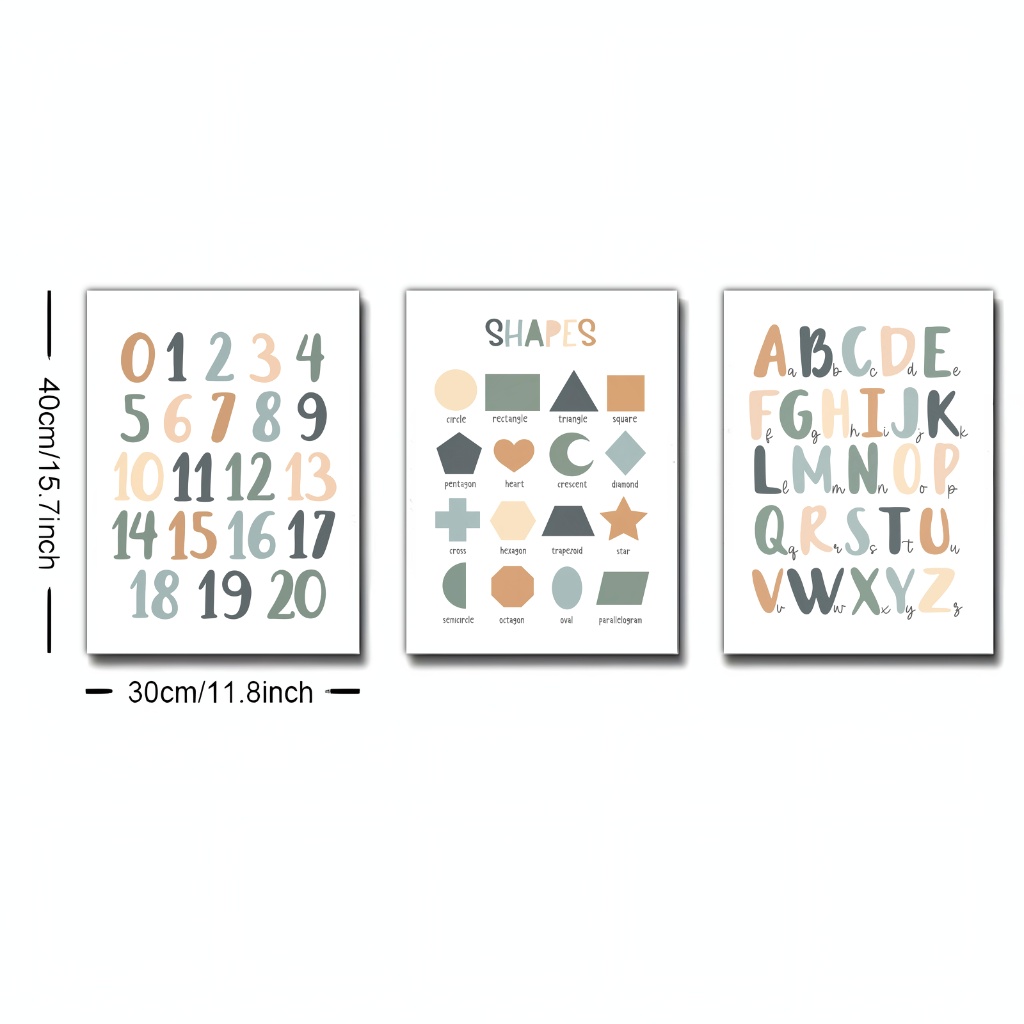 40cm/15.7inch
0 1 2 3 4
5 6 7 8 9
10 11 12 13
14 15 16 17
18 19 20
30cm/11.8inch
SHAPES
circle rectangle triangle square
pentagon heart crescent diamond
cross hexagon trapezoid star
semicircle octagon oval parallelogram
A a B b C c D d E e
F f G g H h I i J j K k
L l M m N n O o P p
Q q R r S s T t U u
V v W w X x Y y Z z